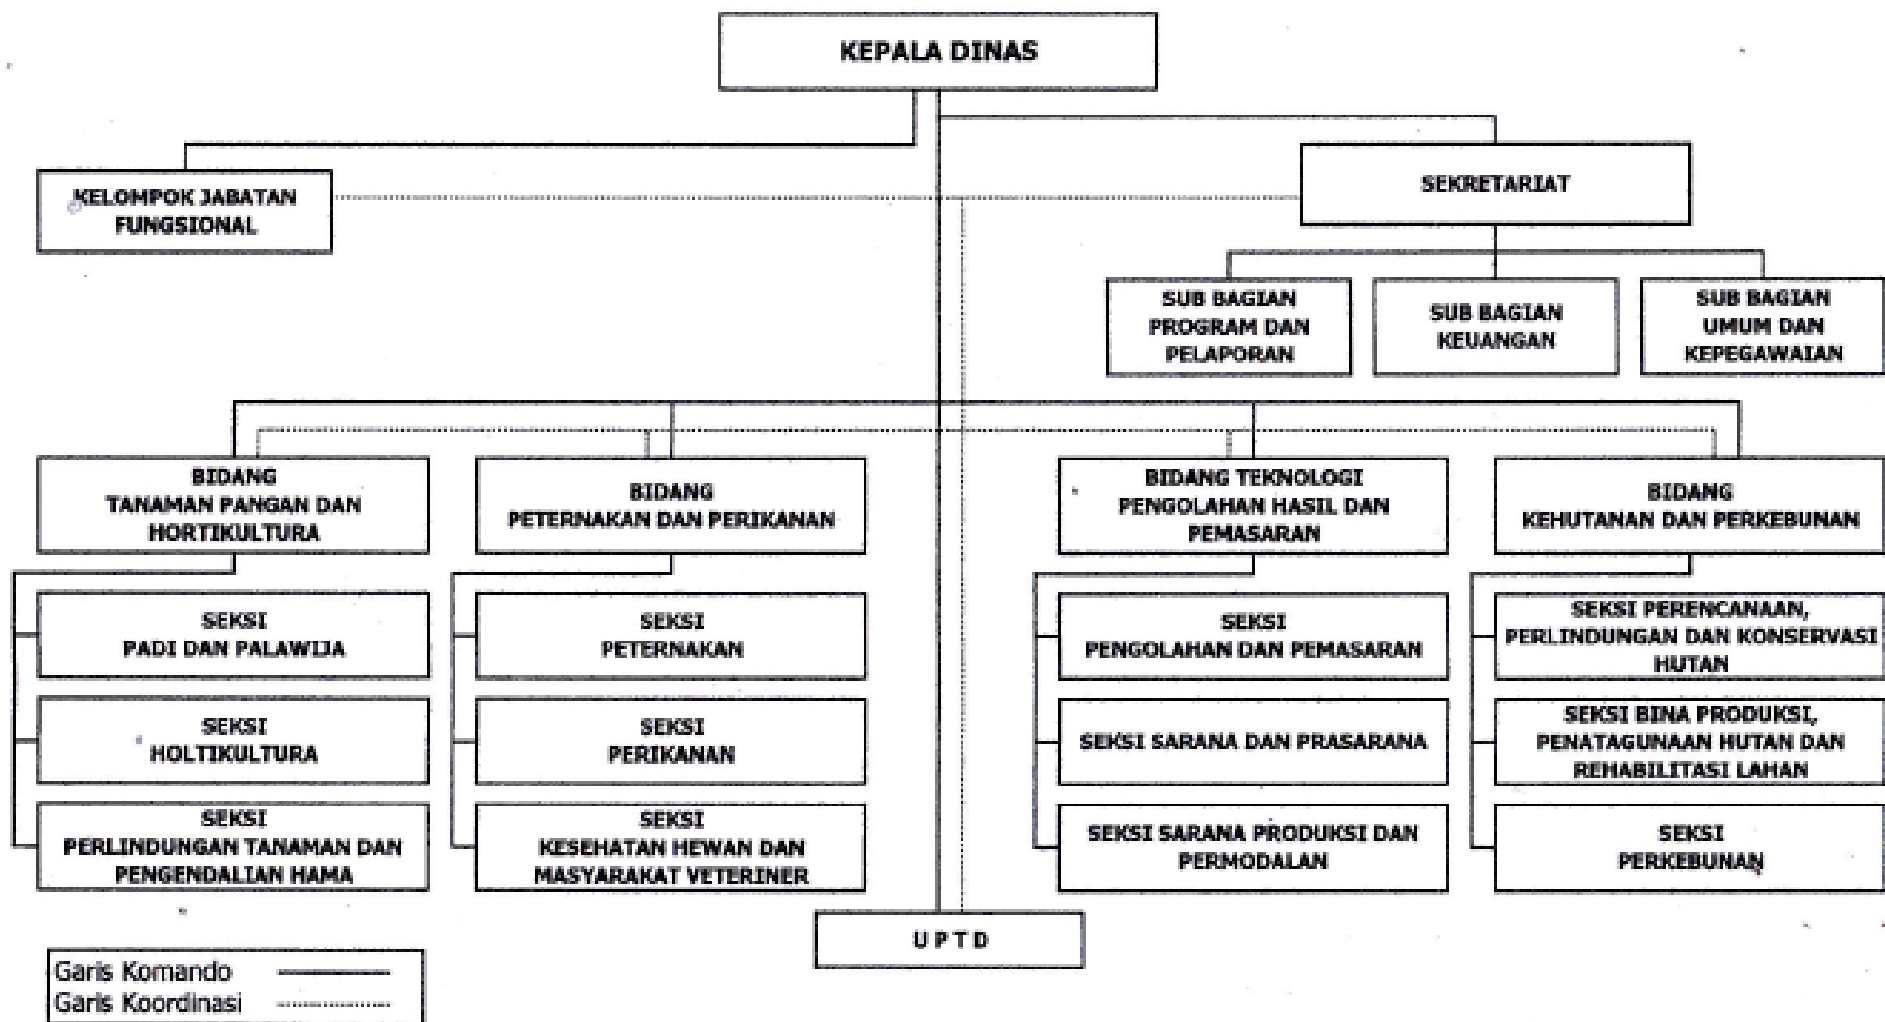 KEPALA DINAS
KELOMPOK JABATAN
FUNGSIONAL
SEKRETARIAT
SUB BAGIAN
PROGRAM DAN
PELAPORAN
SUB BAGIAN
KEUANGAN
SUB BAGIAN
UMUM DAN
KEPEGAWAIAN
BIDANG
TANAMAN PANGAN DAN
HORTIKULTURA
BIDANG
PETERNAKAN DAN PERIKANAN
BIDANG TEKNOLOGI
PENGOLAHAN HASIL DAN
PEMASARAN
BIDANG
KEHUTANAN DAN PERKEBUNAN
SEKSI
PADI DAN PALAWIJA
SEKSI
HOLTIKULTURA
SEKSI
PERLINDUNGAN TANAMAN DAN
PENGENDALIAN HAMA
SEKSI
PETERNAKAN
SEKSI
PERIKANAN
SEKSI
KESEHATAN HEWAN DAN
MASYARAKAT VETERINER
SEKSI
PENGOLAHAN DAN PEMASARAN
SEKSI SARANA DAN PRASARANA
SEKSI SARANA PRODUKSI DAN
PERMODALAN
SEKSI PERENCANAAN,
PERLINDUNGAN DAN KONSERVASI
HUTAN
SEKSI BINA PRODUKSI,
PENATAGUNAAN HUTAN DAN
REHABILITASI LAHAN
SEKSI
PERKEBUNAN
U P T D
Garis Komando
Garis Koordinasi